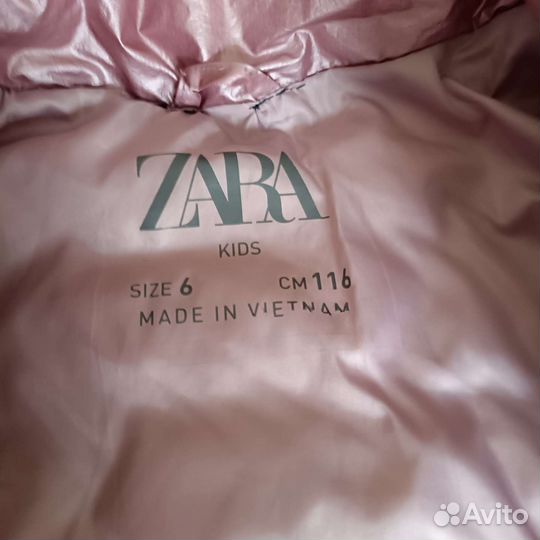 ZARA
KIDS
SIZE 6 CM 116
MADE IN VIETNAM
Avito